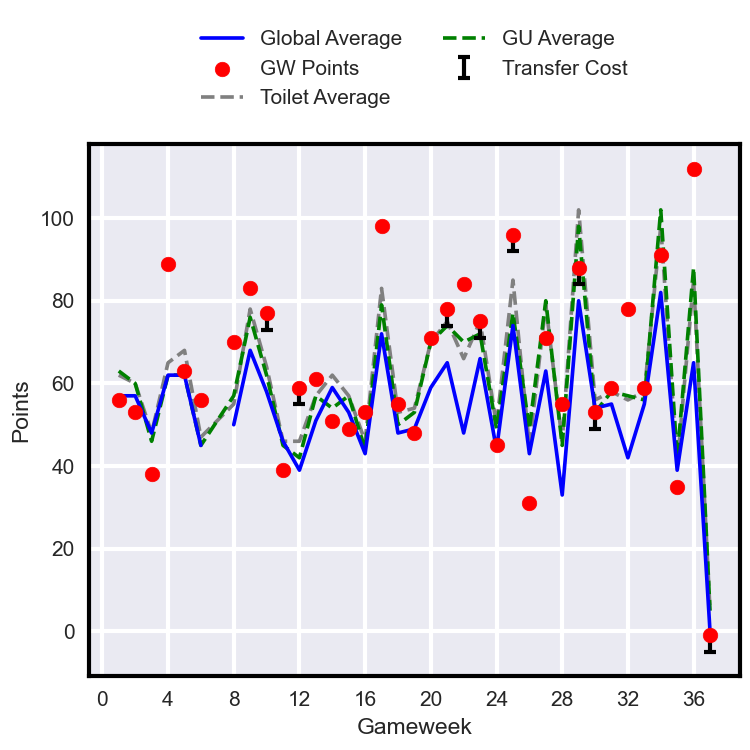 Global Average
GW Points
Toilet Average
GU Average
Transfer Cost
Points
100
80
60
40
20
0
0 4 8 12 16 20 24 28 32 36
Gameweek